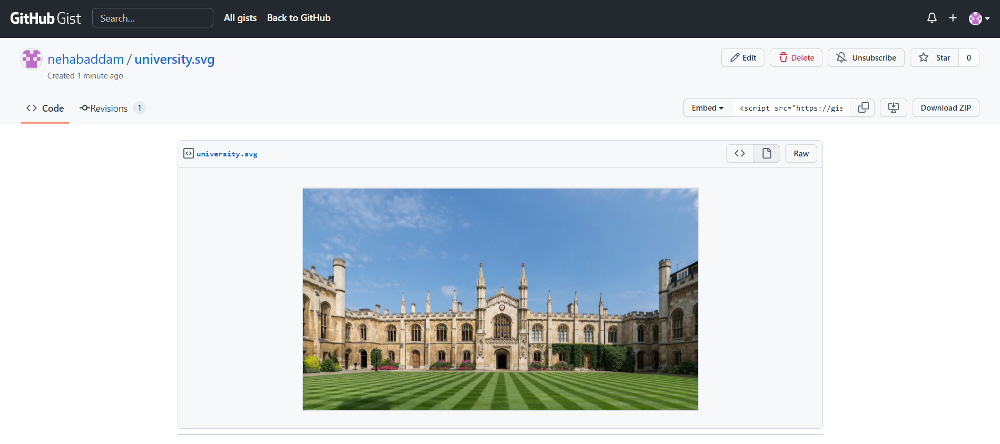 GitHub Gist Search... All gists Back to GitHub
nehabaddam / university.svg
Created 1 minute ago
Edit Delete Unsubscribe Star 0
Code Revisions 1
Embed <script src="https://gis Download ZIP
university.svg Raw